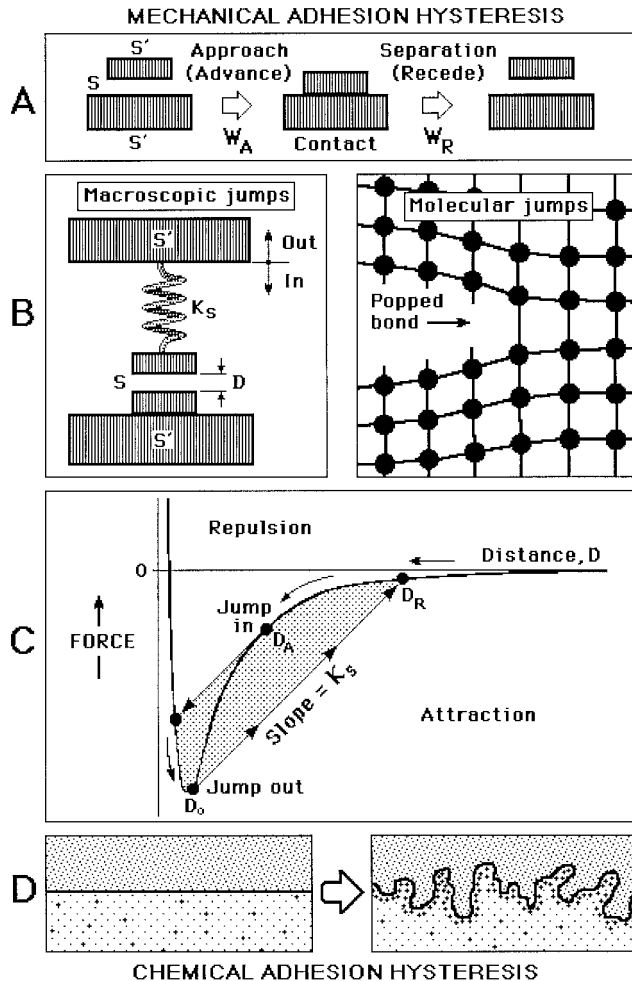 MECHANICAL ADHESION HYSTERESIS
A
S'
S
S'
Approach
(Advance)
W_A
Contact
Separation
(Recede)
W_R
B
Macroscopic jumps
S'
Out
In
K_S
S
D
S'
Molecular jumps
Popped
bond
C
Repulsion
0
Distance, D
FORCE
Jump
in
D_A
D_R
Slope = K_S
Attraction
D_o
Jump out
D
CHEMICAL ADHESION HYSTERESIS